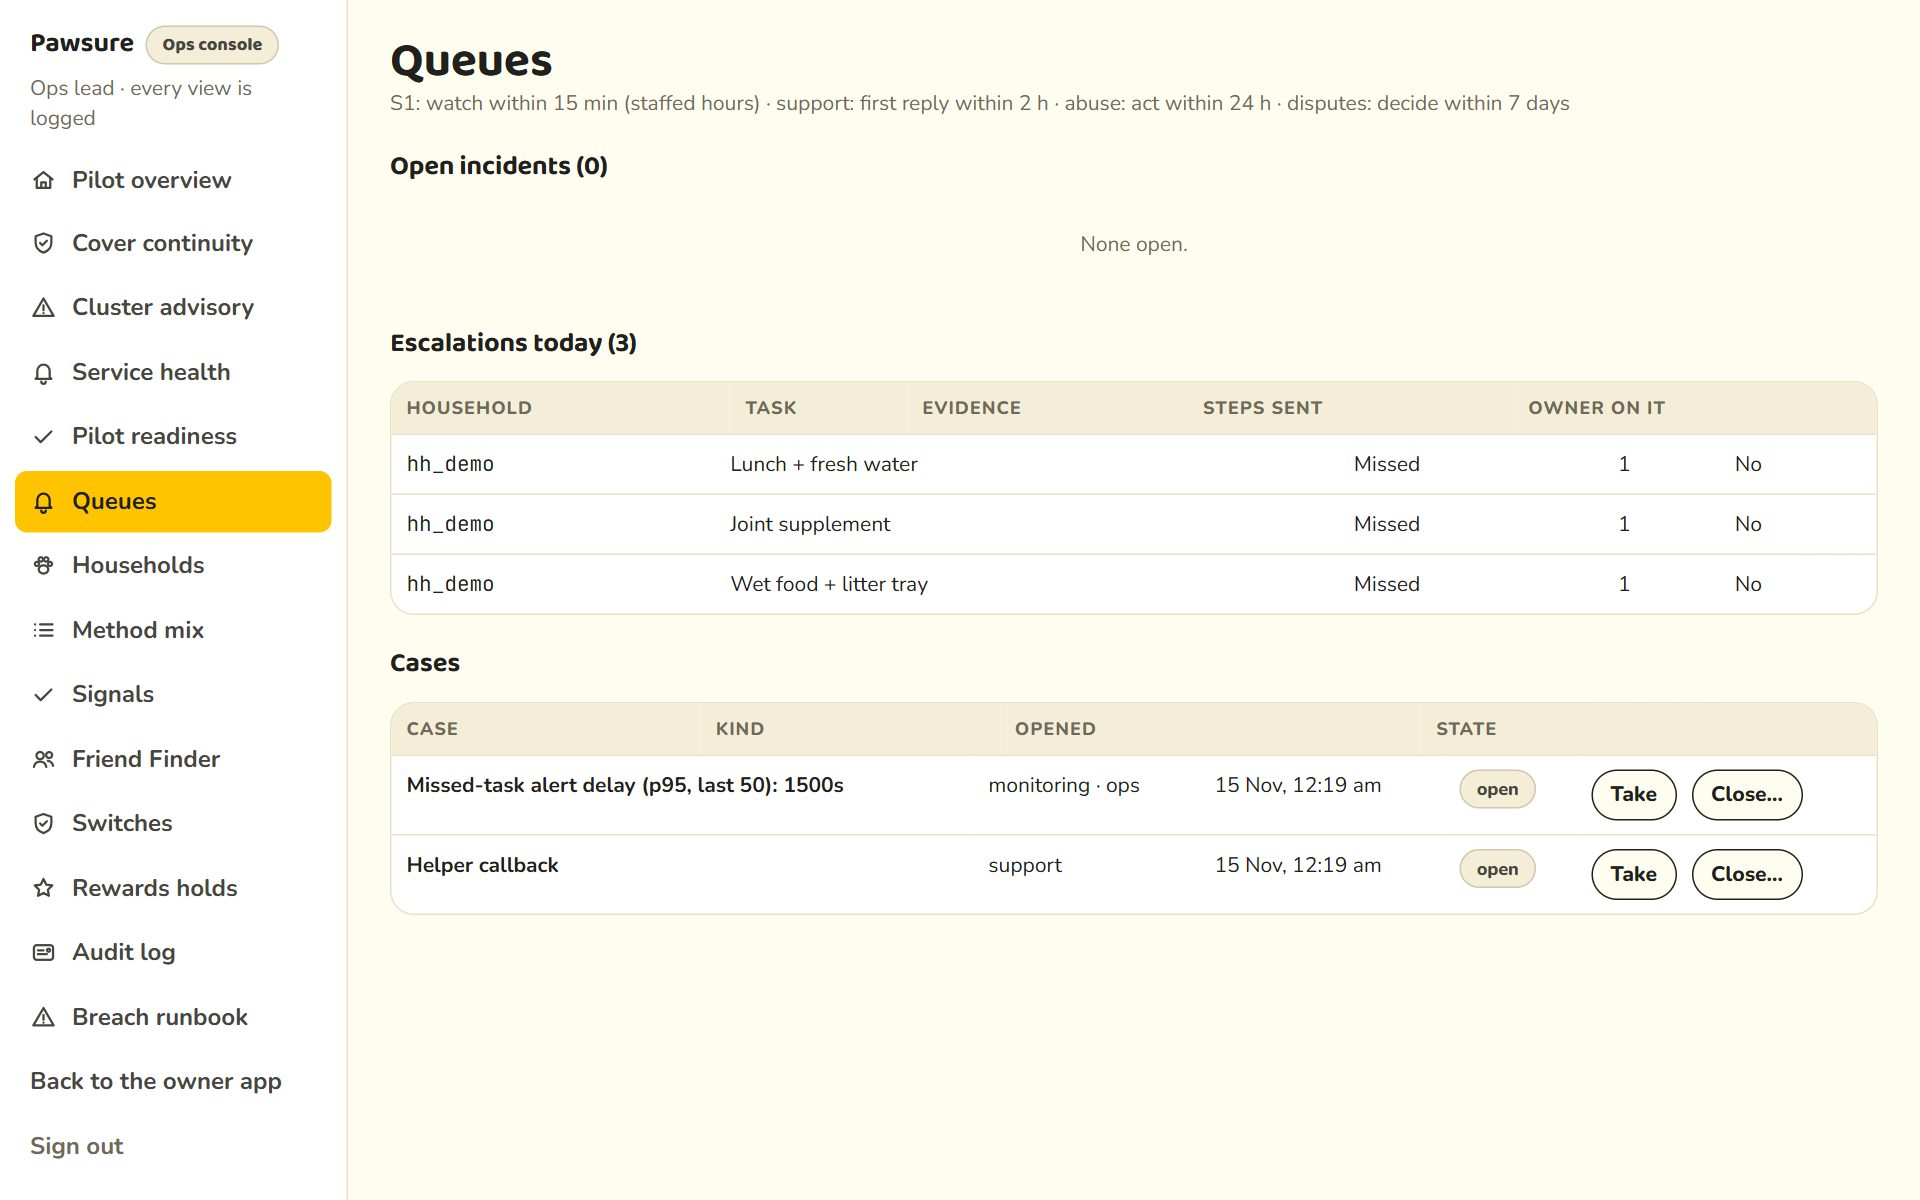 Pawsure Ops console
Ops lead · every view is
logged
Pilot overview
Cover continuity
Cluster advisory
Service health
Pilot readiness
Queues
Households
Method mix
Signals
Friend Finder
Switches
Rewards holds
Audit log
Breach runbook
Back to the owner app
Sign out
Queues
S1: watch within 15 min (staffed hours) · support: first reply within 2 h · abuse: act within 24 h · disputes: decide within 7 days
Open incidents (0)
None open.
Escalations today (3)
HOUSEHOLD TASK EVIDENCE STEPS SENT OWNER ON IT
hh_demo Lunch + fresh water Missed 1 No
hh_demo Joint supplement Missed 1 No
hh_demo Wet food + litter tray Missed 1 No
Cases
CASE KIND OPENED STATE
Missed-task alert delay (p95, last 50): 1500s monitoring · ops 15 Nov, 12:19 am open Take Close...
Helper callback support 15 Nov, 12:19 am open Take Close...